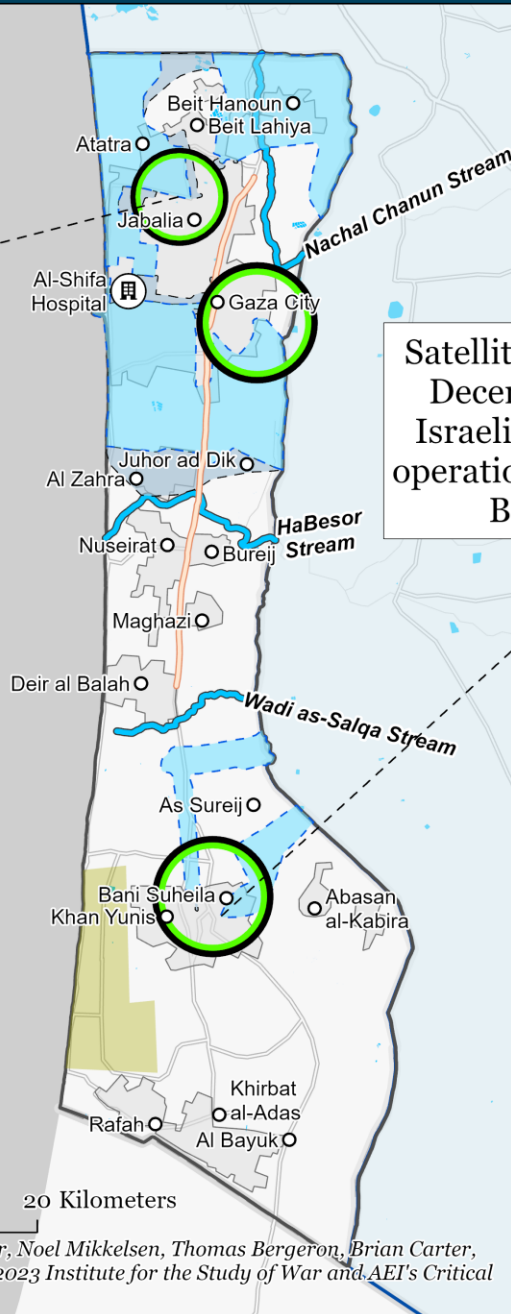 Beit Hanoun
Beit Lahiya
Atatra
Jabalia
Nachal Chanun Stream
Al-Shifa
Hospital
Gaza City
Satellit
Decer
Israeli
operatio
B
Juhor ad Dik
Al Zahra
HaBesor
Stream
Nuseirat
Bureij
Maghazi
Deir al Balah
Wadi as-Salqa Stream
As Sureij
Bani Suheila
Khan Yunis
Abasan
al-Kabira
Khirbat
al-Adas
Rafah
Al Bayuk
20 Kilometers
r, Noel Mikkelsen, Thomas Bergeron, Brian Carter,
2023 Institute for the Study of War and AEI's Critical